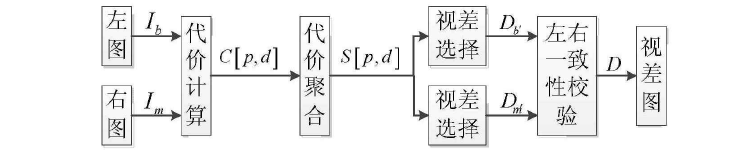 左图
I_b
右图
I_m
代价计算
C[p,d]
代价聚合
S[p,d]
视差选择
D_b'
视差选择
D_m'
左右一致性校验
D
视差图